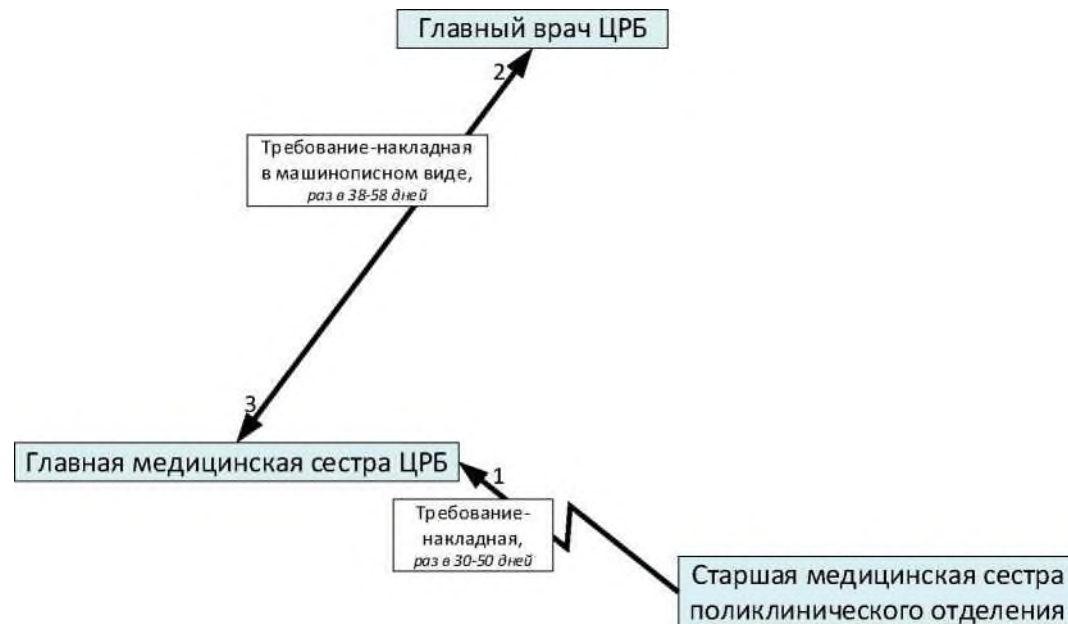 Главный врач ЦРБ
2
Требование-накладная
в машинописном виде,
раз в 38-58 дней
3
Главная медицинская сестра ЦРБ
1
Требование-
накладная,
раз в 30-50 дней
Старшая медицинская сестра
поликлинического отделения